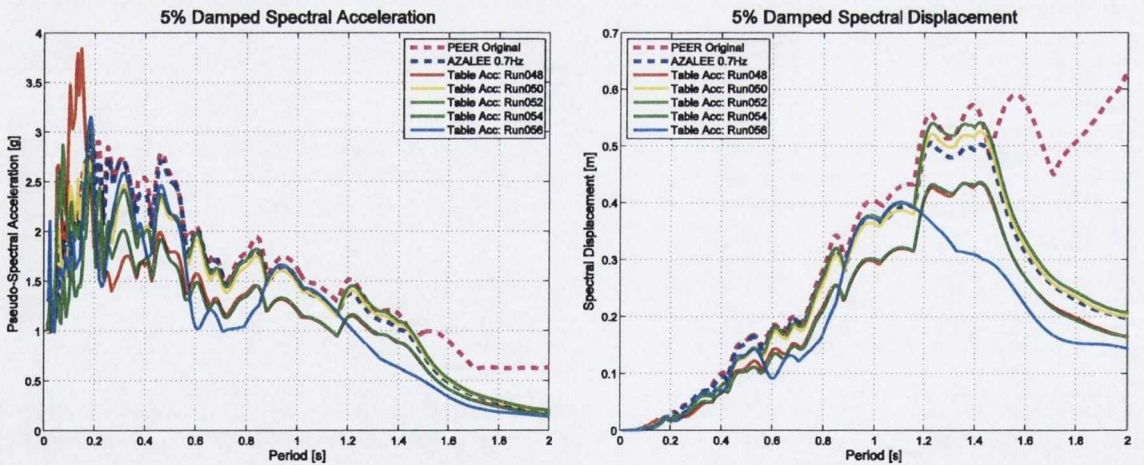 5% Damped Spectral Acceleration
Pseudo-Spectral Acceleration [g]
4
3.5
3
2.5
2
1.5
1
0.5
0
PEER Original
AZALEE 0.7Hz
Table Acc: Run048
Table Acc: Run050
Table Acc: Run052
Table Acc: Run054
Table Acc: Run056
0 0.2 0.4 0.6 0.8 1 1.2 1.4 1.6 1.8 2
Period [s]
5% Damped Spectral Displacement
Spectral Displacement [m]
0.7
0.6
0.5
0.4
0.3
0.2
0.1
0
PEER Original
AZALEE 0.7Hz
Table Acc: Run048
Table Acc: Run050
Table Acc: Run052
Table Acc: Run054
Table Acc: Run056
0 0.2 0.4 0.6 0.8 1 1.2 1.4 1.6 1.8 2
Period [s]